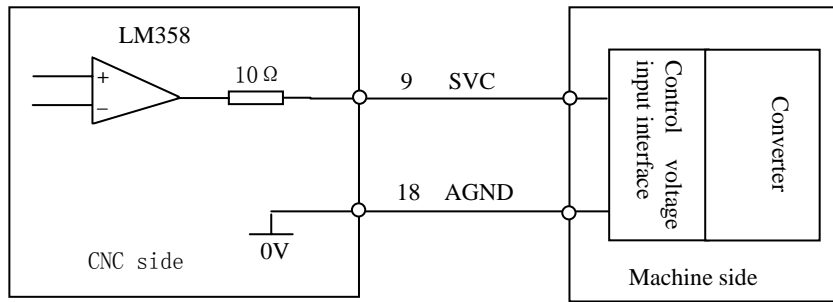 LM358
+
−
10Ω
9 SVC
18 AGND
0V
CNC side
Control voltage
input interface
Converter
Machine side